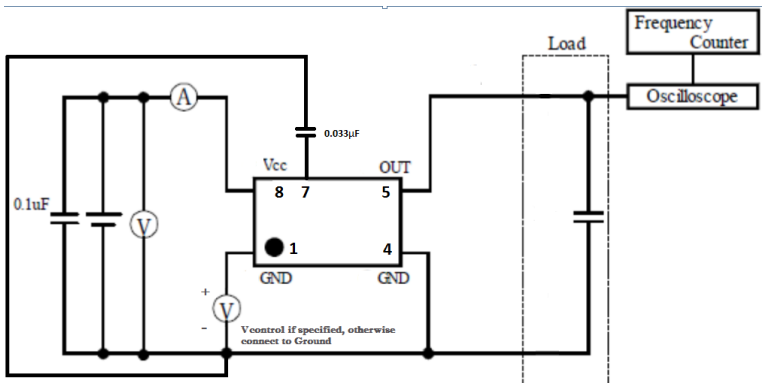 Frequency
Counter
Load
Oscilloscope
A
0.033µF
Vcc
OUT
8 7
5
0.1uF
V
1
4
GND
GND
+
V
-
Vcontrol if specified, otherwise
connect to Ground